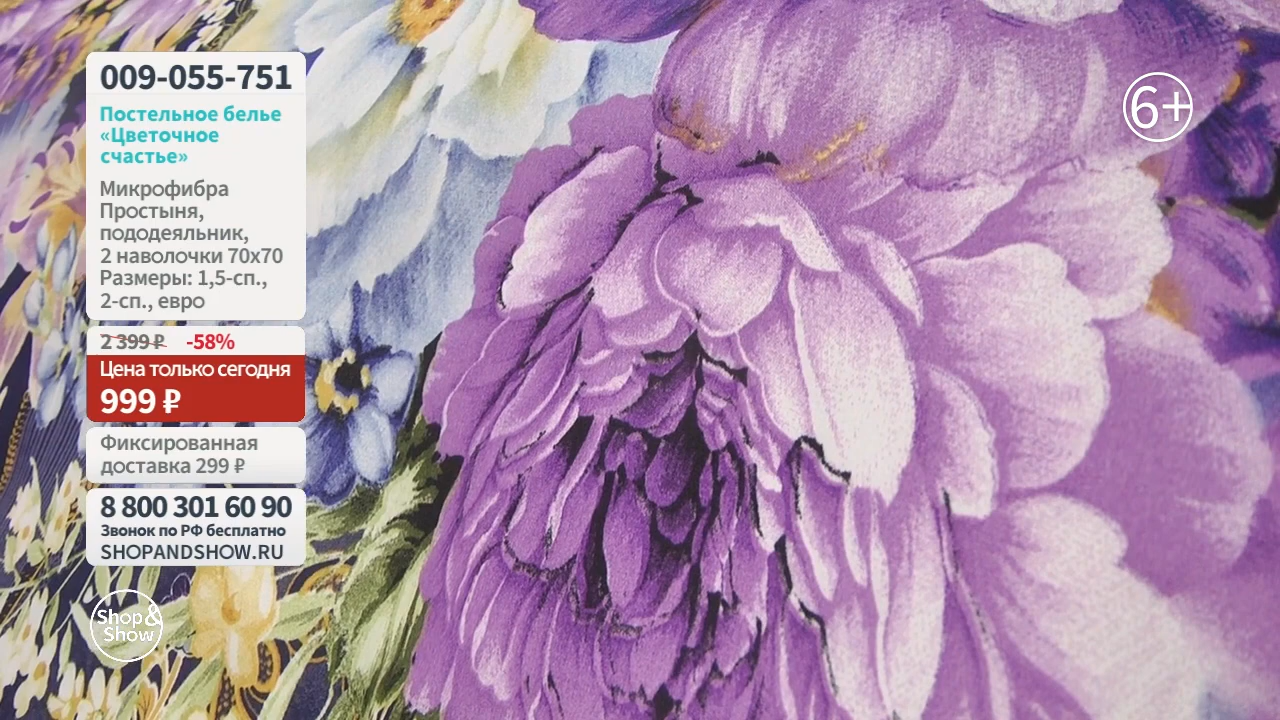 009-055-751
Постельное белье
«Цветочное
счастье»
Микрофибра
Простыня,
пододеяльник,
2 наволочки 70х70
Размеры: 1,5-сп.,
2-сп., евро
2 399 ₽ -58%
Цена только сегодня
999 ₽
Фиксированная
доставка 299 ₽
8 800 301 60 90
Звонок по РФ бесплатно
SHOPANDSHOW.RU
Shop&
Show
6+